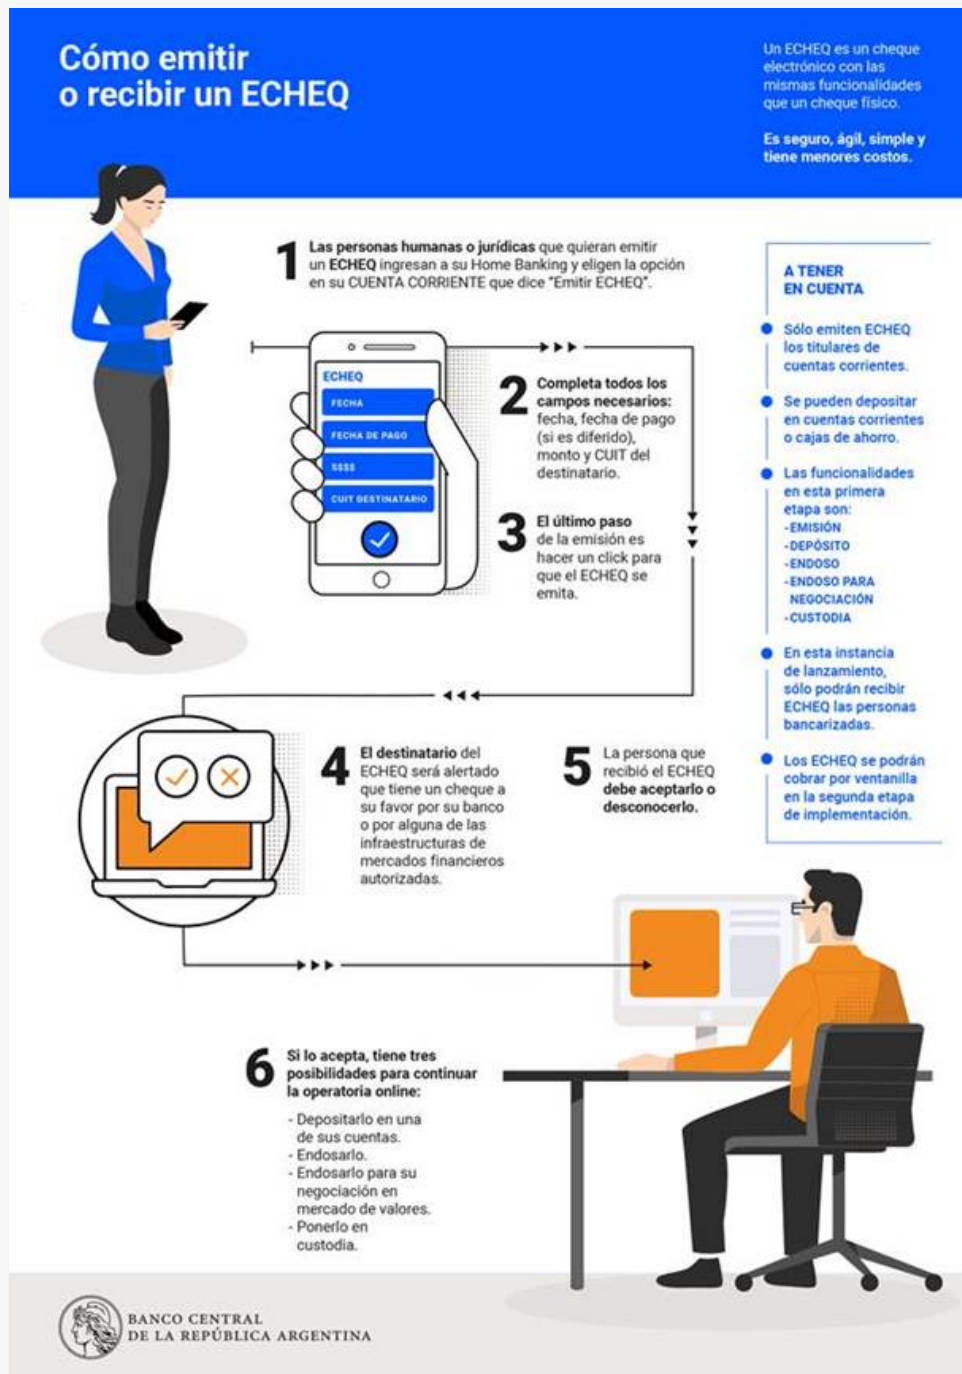 Cómo emitir
o recibir un ECHEQ
Un ECHEQ es un cheque
electrónico con las
mismas funcionalidades
que un cheque físico.
Es seguro, ágil, simple y
tiene menores costos.
1
Las personas humanas o jurídicas que quieran emitir
un ECHEQ ingresan a su Home Banking y eligen la opción
en su CUENTA CORRIENTE que dice "Emitir ECHEQ".
ECHEQ
FECHA
FECHA DE PAGO
$$$$
CUIT DESTINATARIO
2
Completa todos los
campos necesarios:
fecha, fecha de pago
(si es diferido),
monto y CUIT del
destinatario.
3
El último paso
de la emisión es
hacer un click para
que el ECHEQ se
emita.
4
El destinatario del
ECHEQ será alertado
que tiene un cheque a
su favor por su banco
o por alguna de las
infraestructuras de
mercados financieros
autorizadas.
5
La persona que
recibió el ECHEQ
debe aceptarlo o
desconocerlo.
6
Si lo acepta, tiene tres
posibilidades para continuar
la operatoria online:
- Depositarlo en una
de sus cuentas.
- Endosarlo.
- Endosarlo para su
negociación en
mercado de valores.
- Ponerlo en
custodia.
A TENER
EN CUENTA
Sólo emiten ECHEQ
los titulares de
cuentas corrientes.
Se pueden depositar
en cuentas corrientes
o cajas de ahorro.
Las funcionalidades
en esta primera
etapa son:
-EMISIÓN
-DEPÓSITO
-ENDOSO
-ENDOSO PARA
NEGOCIACIÓN
-CUSTODIA
En esta instancia
de lanzamiento,
sólo podrán recibir
ECHEQ las personas
bancarizadas.
Los ECHEQ se podrán
cobrar por ventanilla
en la segunda etapa
de implementación.
BANCO CENTRAL
DE LA REPÚBLICA ARGENTINA